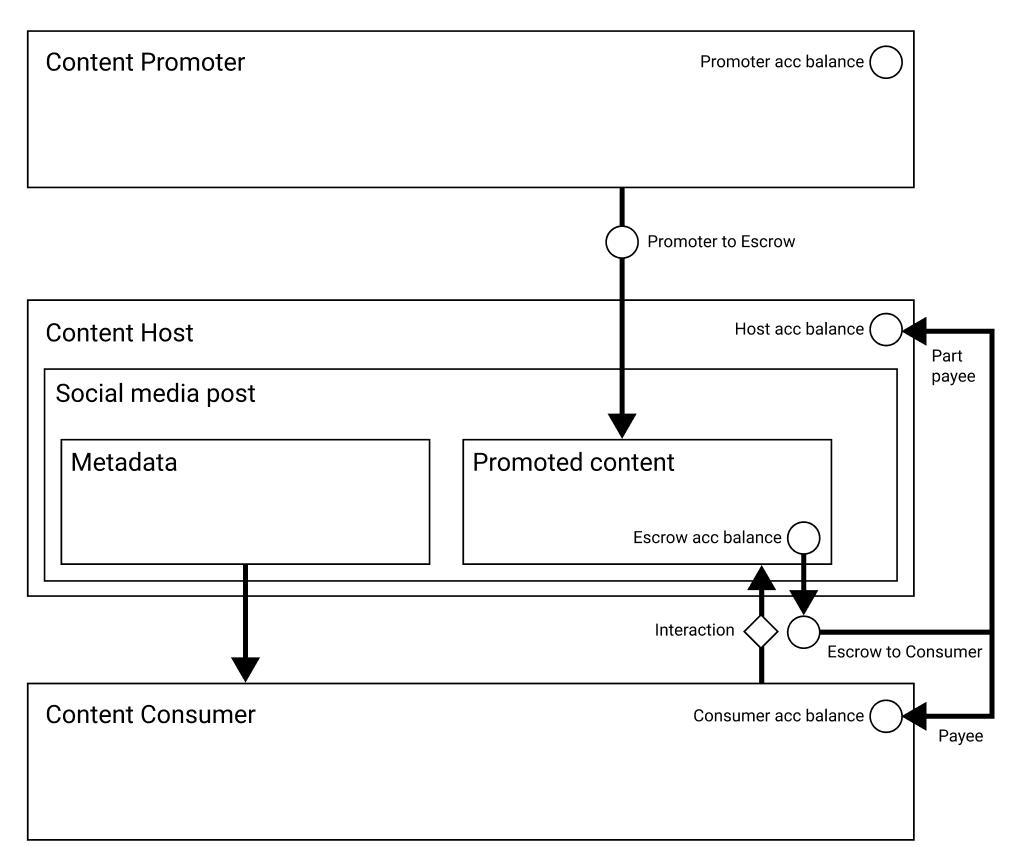 Content Promoter
Promoter acc balance
Promoter to Escrow
Content Host
Host acc balance
Part
payee
Social media post
Metadata
Promoted content
Escrow acc balance
Interaction
Escrow to Consumer
Content Consumer
Consumer acc balance
Payee